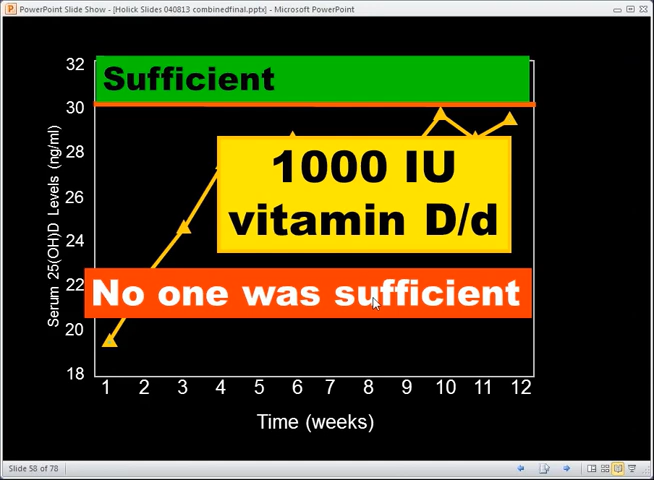 PowerPoint Slide Show - [Holick Slides 040813 combinedfinal.pptx] - Microsoft PowerPoint
32
Sufficient
30
28
26
24
22
20
18
Serum 25(OH)D Levels (ng/ml)
1000 IU
vitamin D/d
No one was sufficient
1 2 3 4 5 6 7 8 9 10 11 12
Time (weeks)
Slide 58 of 78